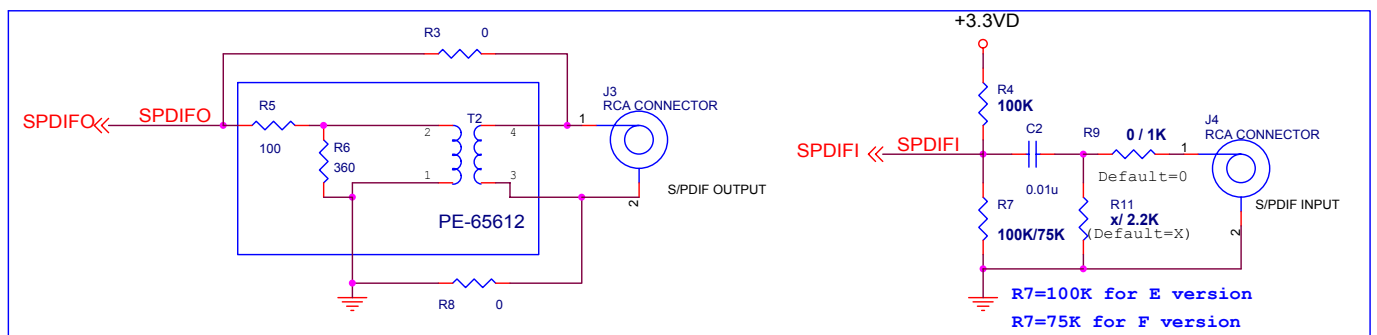 R3 0
SPDIFO SPDIFO
R5
100
R6
360
T2
2 4
1 3
PE-65612
J3
RCA CONNECTOR
1
2
S/PDIF OUTPUT
R8 0
+3.3VD
R4
100K
SPDIFI SPDIFI
C2
0.01u
R9
0 / 1K
Default=0
J4
RCA CONNECTOR
1
2
S/PDIF INPUT
R7
100K/75K
R11
x/ 2.2K
(Default=X)
R7=100K for E version
R7=75K for F version